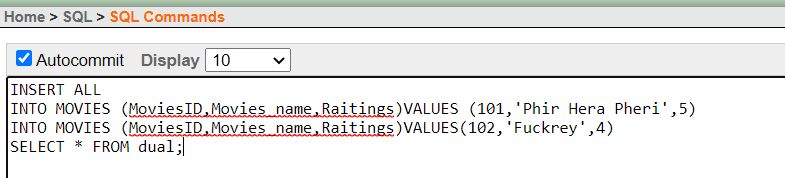 Home > SQL > SQL Commands
Autocommit Display 10
INSERT ALL
INTO MOVIES (MoviesID,Movies_name,Raitings)VALUES (101,'Phir Hera Pheri',5)
INTO MOVIES (MoviesID,Movies_name,Raitings)VALUES(102,'Fuckrey',4)
SELECT * FROM dual;